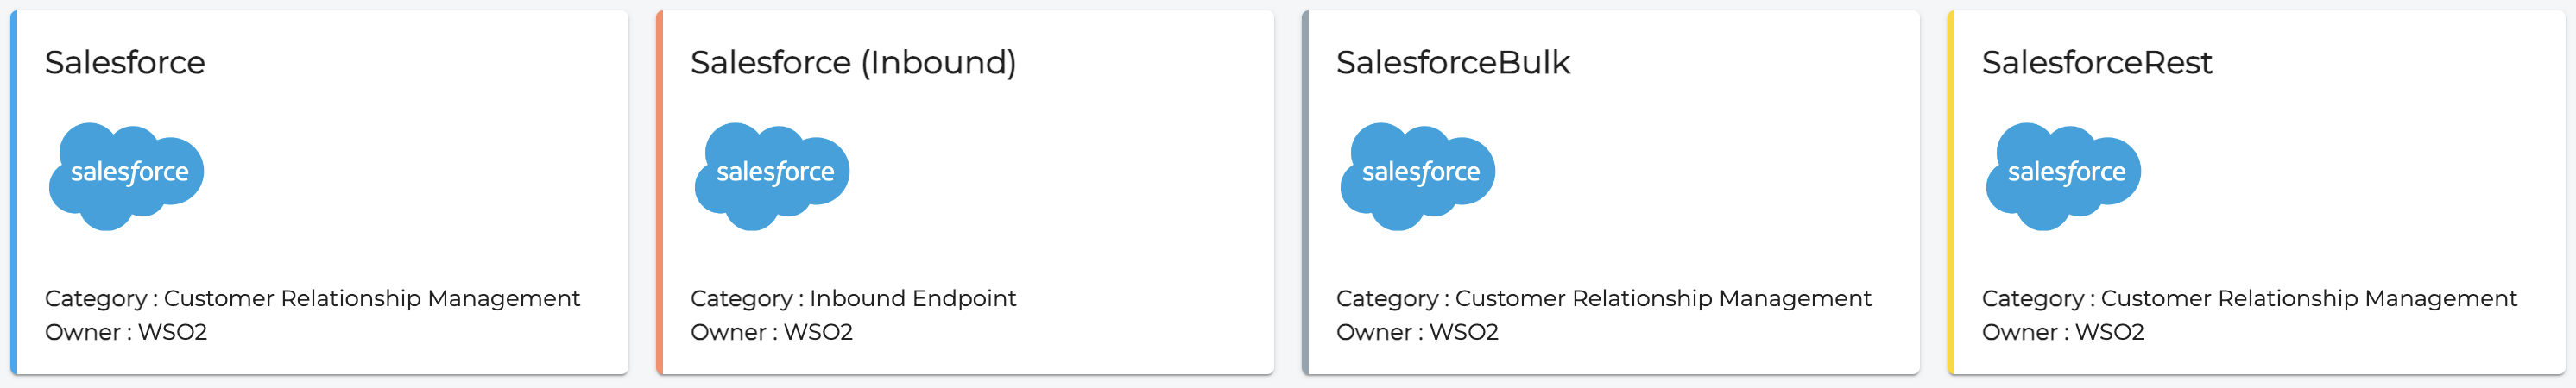 Salesforce
salesforce
Category : Customer Relationship Management
Owner : WSO2
Salesforce (Inbound)
salesforce
Category : Inbound Endpoint
Owner : WSO2
SalesforceBulk
salesforce
Category : Customer Relationship Management
Owner : WSO2
SalesforceRest
salesforce
Category : Customer Relationship Management
Owner : WSO2